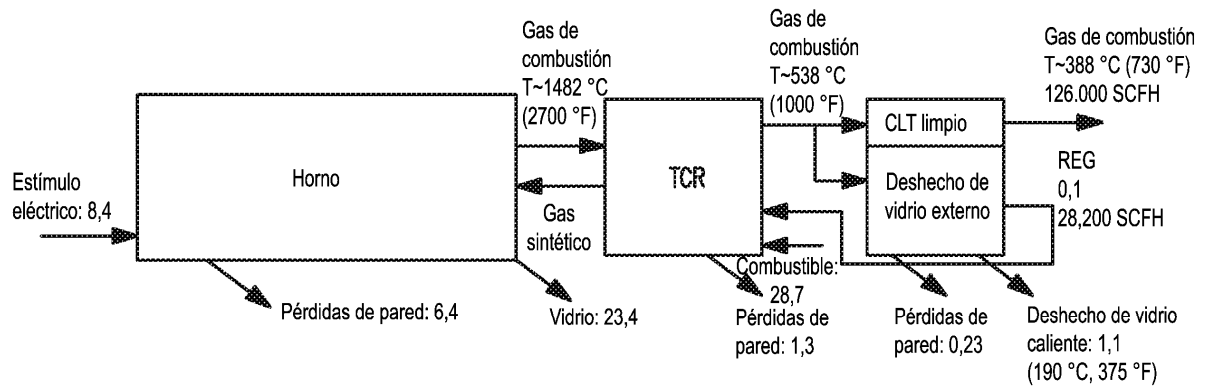 Gas de
combustión
T~1482 °C
(2700 °F)
Gas de
combustión
T~538 °C
(1000 °F)
Gas de combustión
T~388 °C (730 °F)
126.000 SCFH
Estímulo
eléctrico: 8,4
Horno
Gas
sintético
TCR
CLT limpio
Deshecho de
vidrio externo
REG
0,1
28,200 SCFH
Combustible:
28,7
Pérdidas de pared: 6,4
Vidrio: 23,4
Pérdidas de
pared: 1,3
Pérdidas de
pared: 0,23
Deshecho de vidrio
caliente: 1,1
(190 °C, 375 °F)